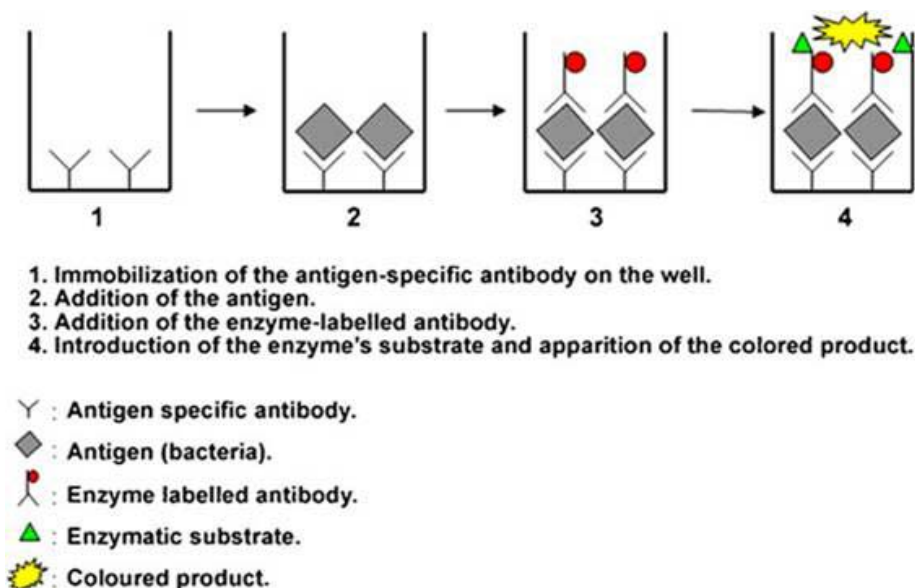 1 2 3 4
1. Immobilization of the antigen-specific antibody on the well.
2. Addition of the antigen.
3. Addition of the enzyme-labelled antibody.
4. Introduction of the enzyme's substrate and apparition of the colored product.
: Antigen specific antibody.
: Antigen (bacteria).
: Enzyme labelled antibody.
: Enzymatic substrate.
: Coloured product.